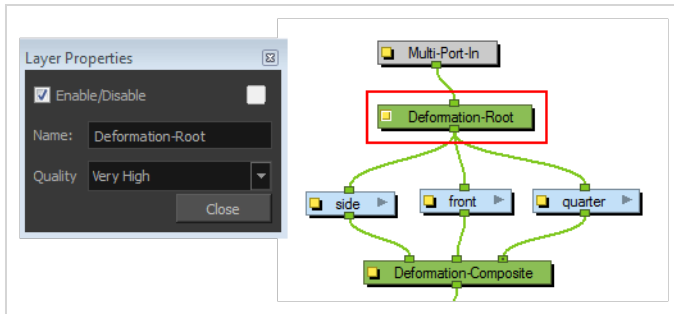 Layer Properties
Enable/Disable
Name: Deformation-Root
Quality Very High
Close
Multi-Port-In
Deformation-Root
side front quarter
Deformation-Composite